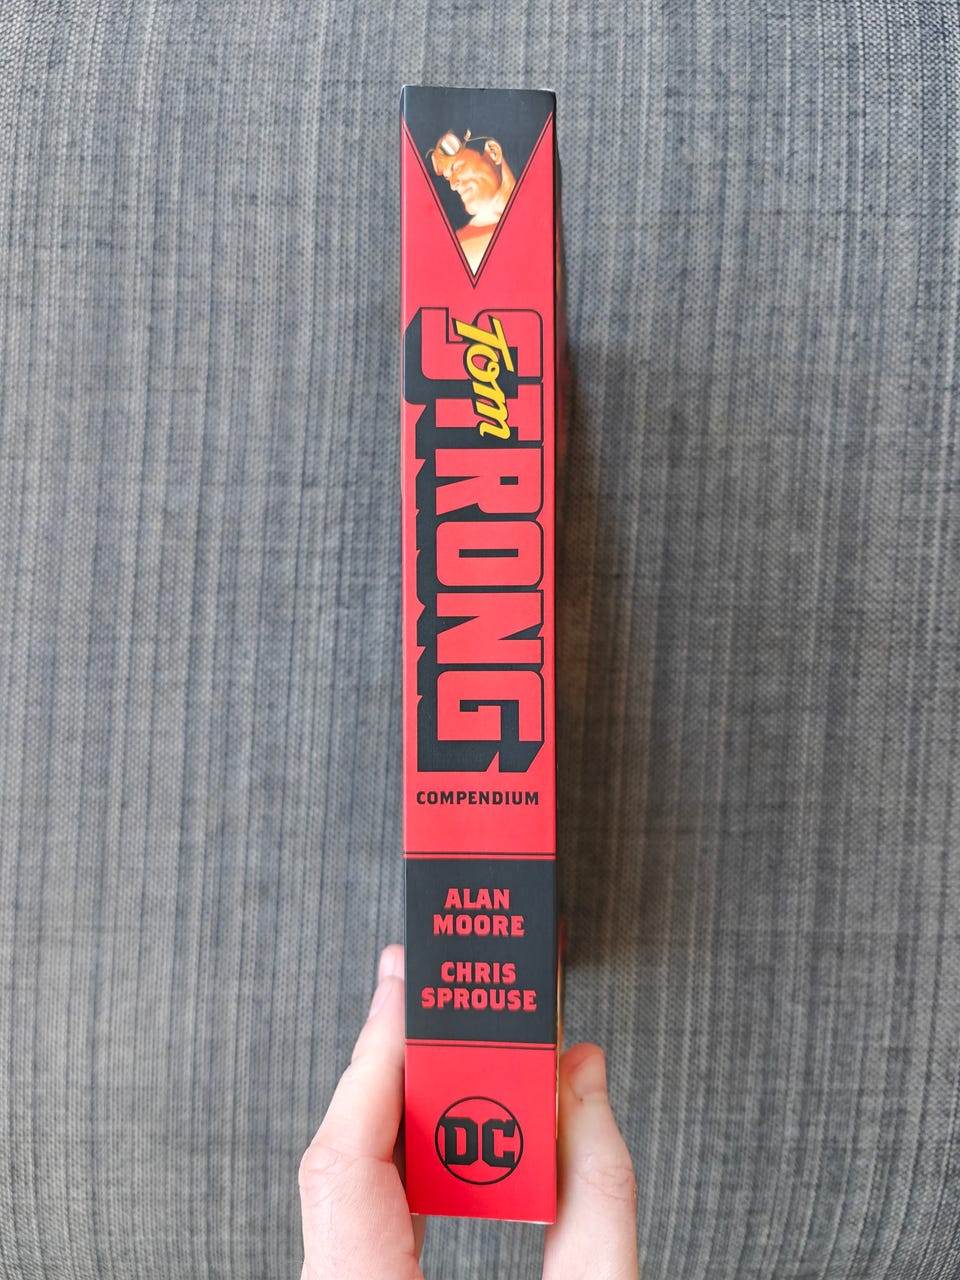 Tom
STRONG
COMPENDIUM
ALAN
MOORE
CHRIS
SPROUSE
DC